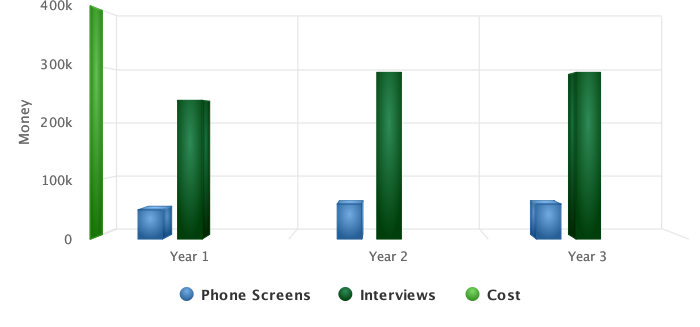 400k
300k
200k
100k
0
Money
Year 1
Year 2
Year 3
Phone Screens
Interviews
Cost